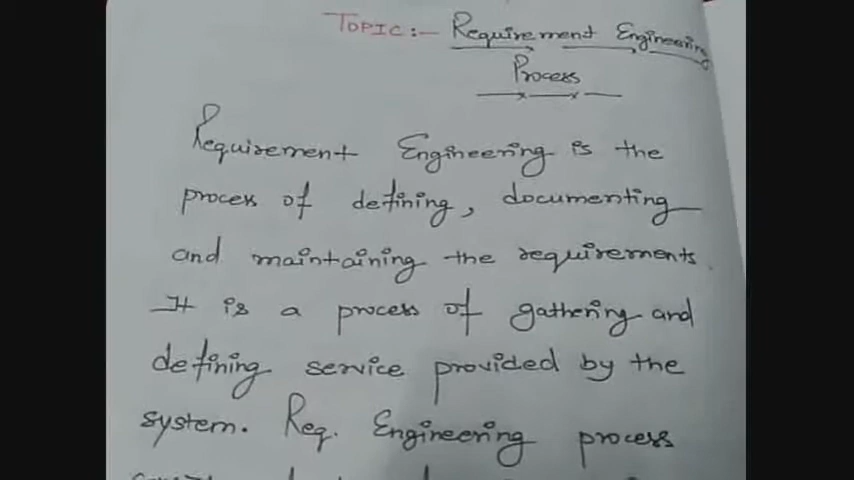 TOPIC:- Requirement Engineering
Process
Requirement Engineering is the
process of defining, documenting
and maintaining the requirements.
It is a process of gathering and
defining service provided by the
system. Req. Engineering process